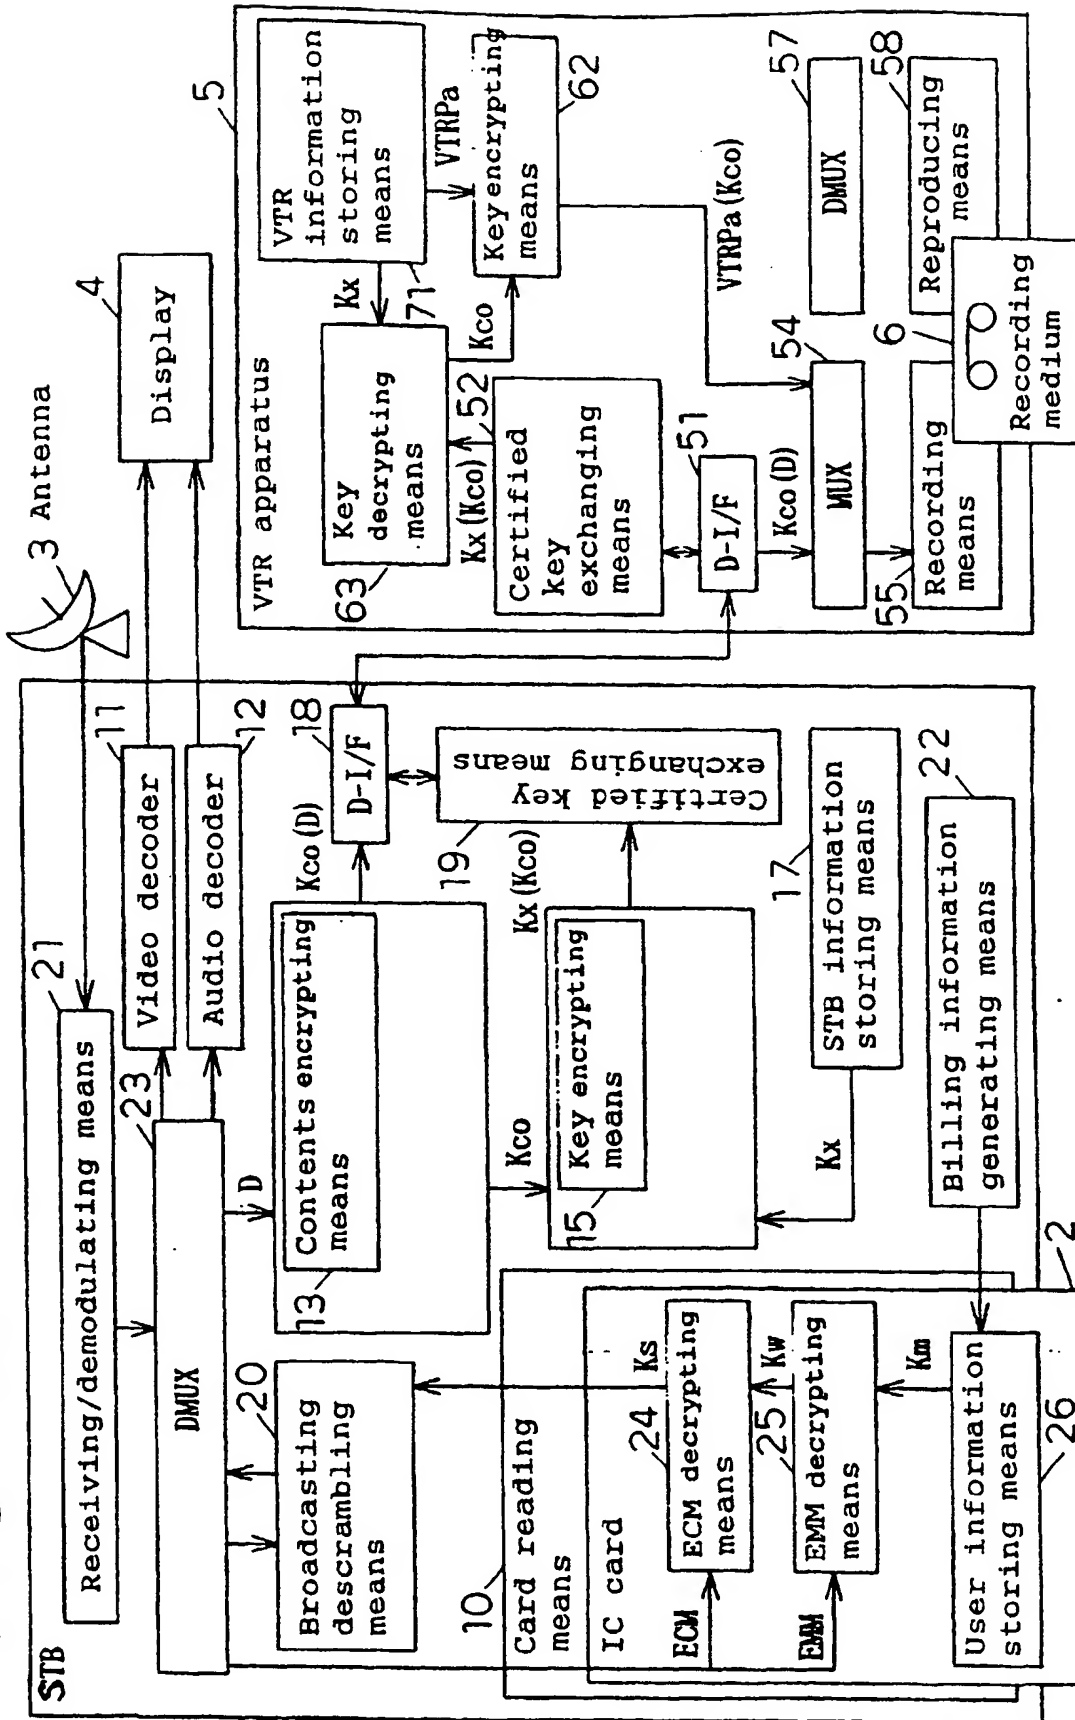 STB
Receiving/demodulating means
21
3 Antenna
4
Display
DMUX
23
Video decoder
11
Audio decoder
12
Broadcasting
descrambling
means
20
D
Contents encrypting
means
13
Kco(D)
D-I/F
18
Certified key
exchanging means
19
Kco
Key encrypting
means
15
Kx(Kco)
Kx
STB information
storing means
17
Billing information
generating means
22
10
Card reading
means
IC card
2
ECM
ECM decrypting
means
24
Ks
EMM
EMM decrypting
means
25
Kw
Km
User information
storing means
26
VTR apparatus
5
VTR
information
storing
means
71
Kx
VTRPa
Key
decrypting
means
63
Kco
Key encrypting
means
62
Kx(Kco)
52
Certified
key
exchanging
means
D-I/F
51
Kco(D)
VTRPa(Kco)
MUX
54
DMUX
57
Recording
means
55
Reproducing
means
58
6
Recording
medium